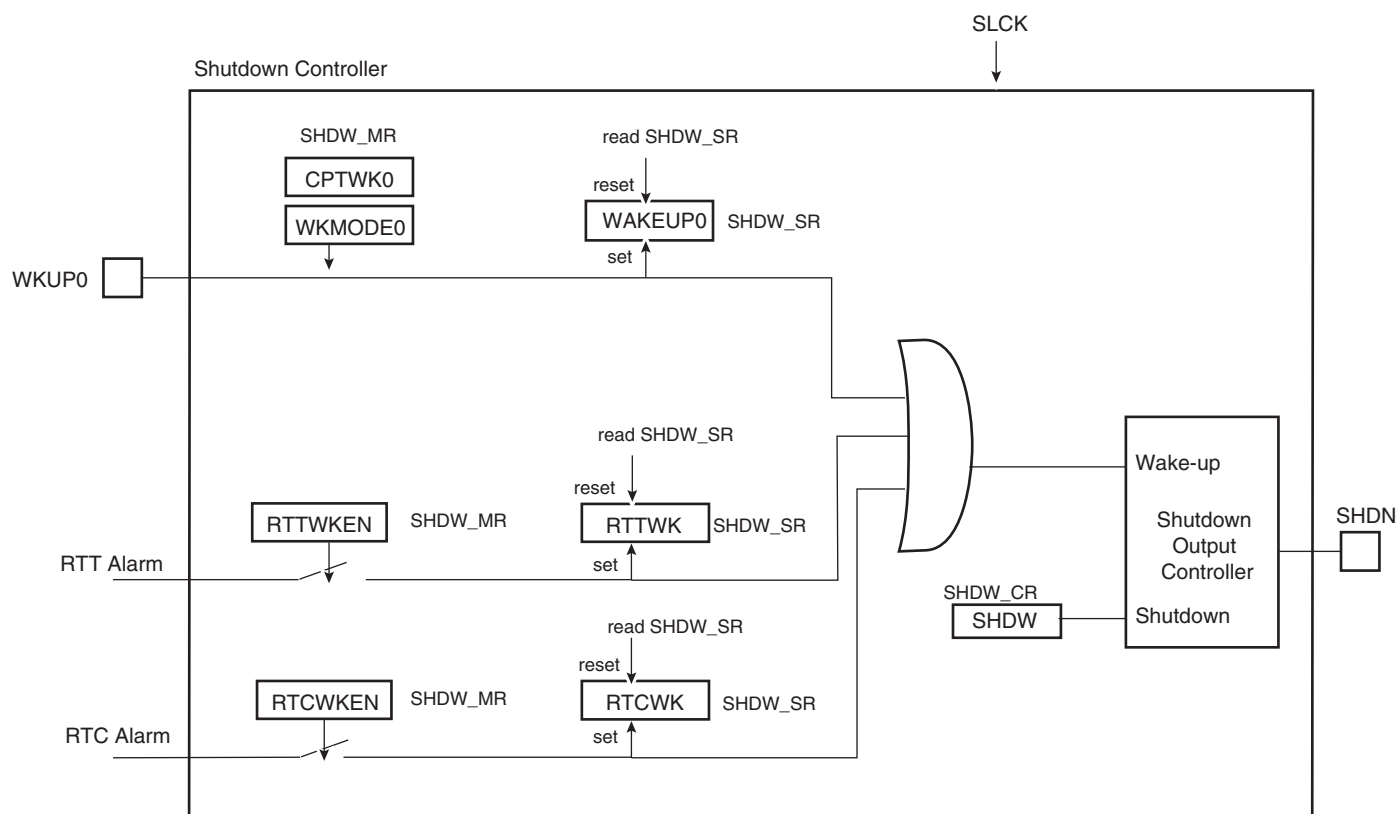 SLCK
Shutdown Controller
SHDW_MR
read SHDW_SR
CPTWK0
reset
WKMODE0
WAKEUP0
SHDW_SR
set
WKUP0
read SHDW_SR
reset
Wake-up
RTTWKEN
SHDW_MR
RTTWK
SHDW_SR
Shutdown
Output
Controller
SHDN
RTT Alarm
set
SHDW_CR
SHDW
Shutdown
read SHDW_SR
reset
RTCWKEN
SHDW_MR
RTCWK
SHDW_SR
RTC Alarm
set